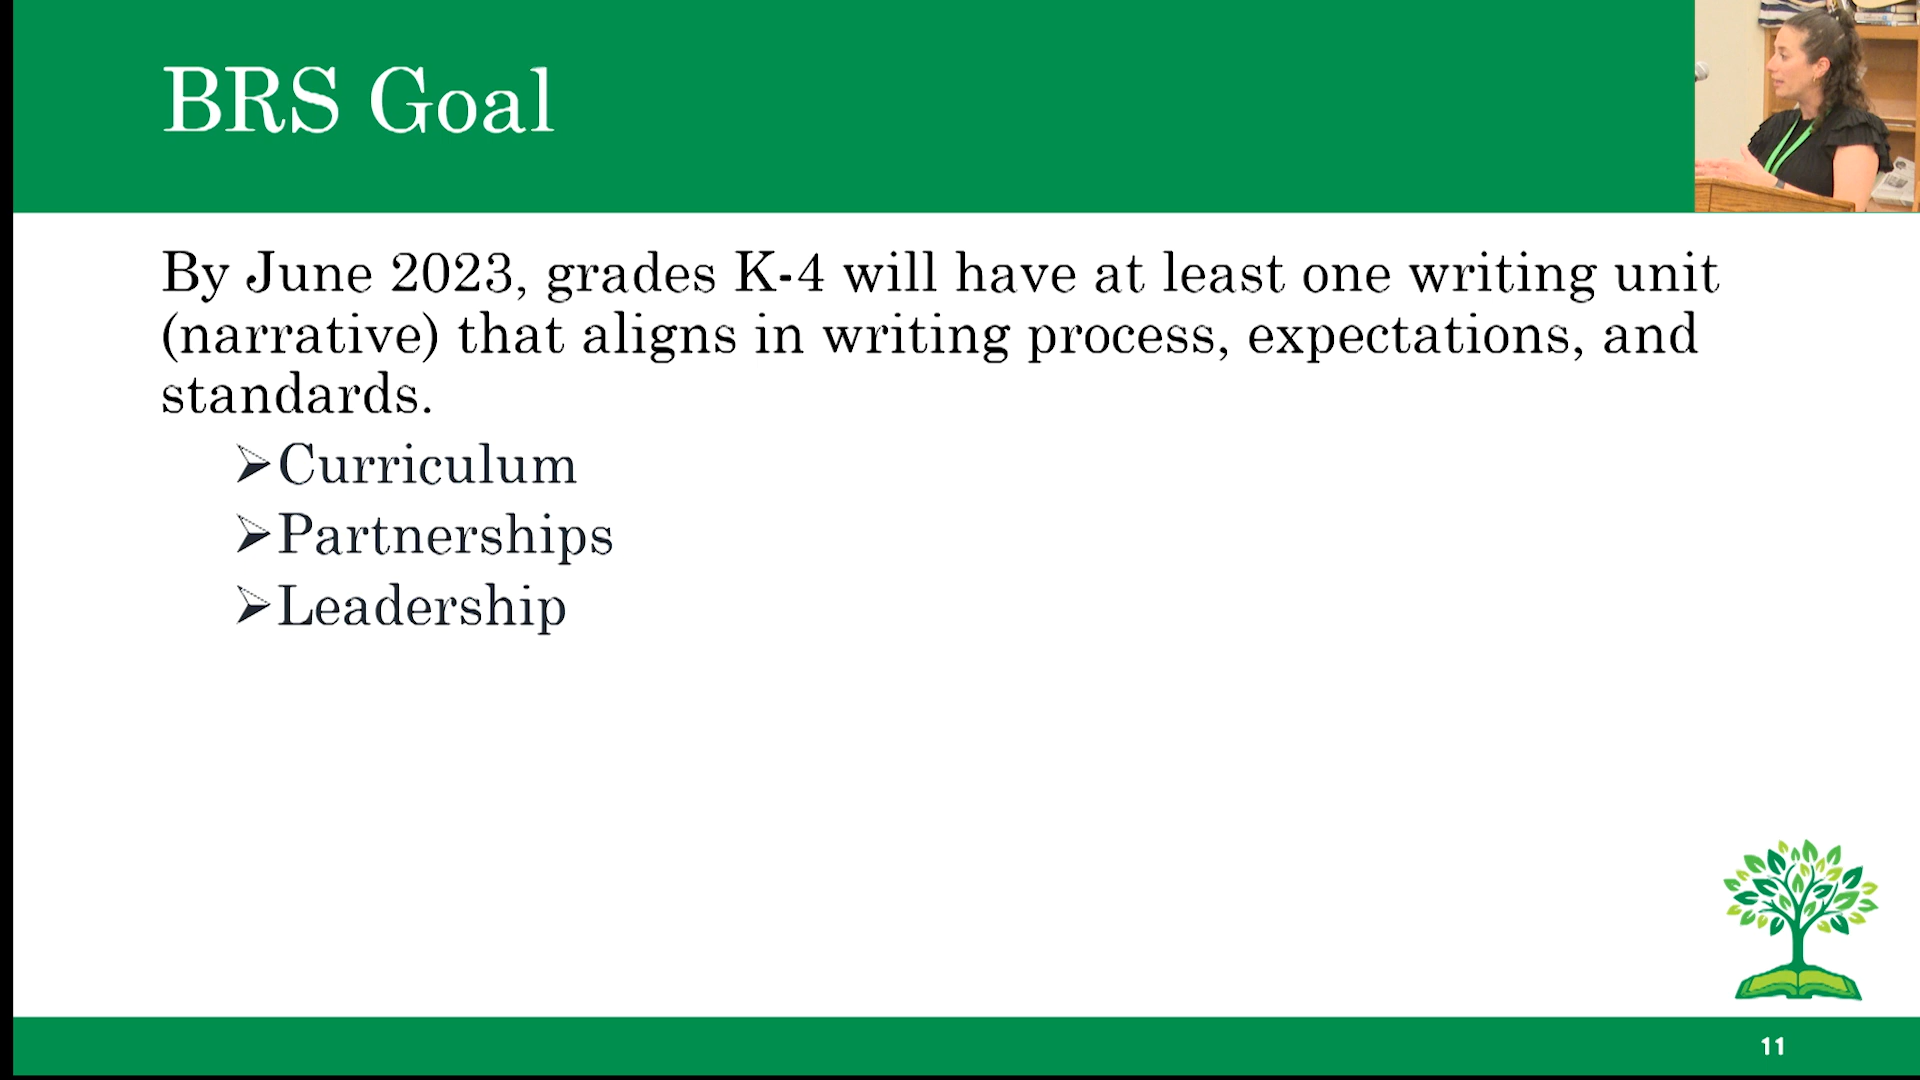 BRS Goal
By June 2023, grades K-4 will have at least one writing unit
(narrative) that aligns in writing process, expectations, and
standards.
➢Curriculum
➢Partnerships
➢Leadership
11